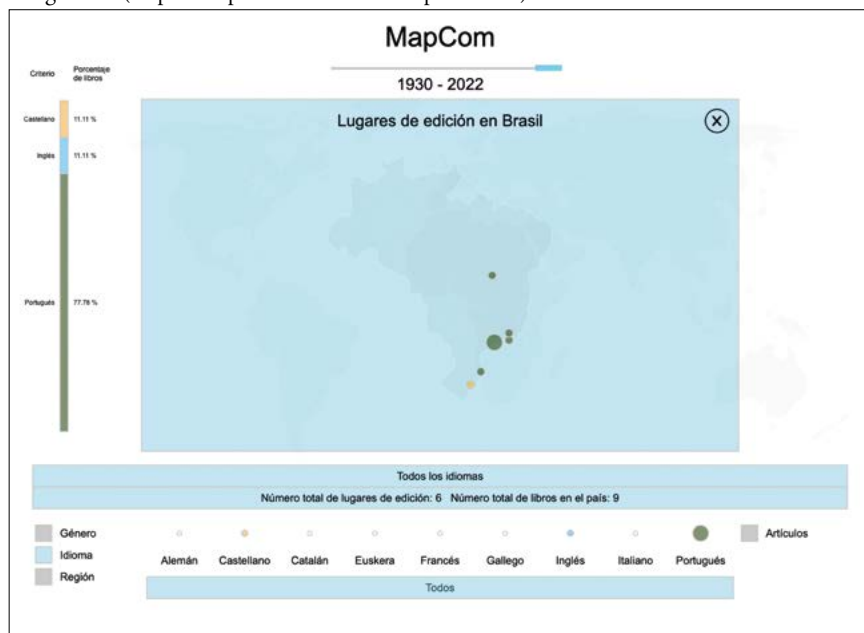 MapCom
1930 - 2022
Criterio
Porcentaje
de libros
Castellano 11.11 %
Inglés 11.11 %
Portugués 77.78 %
Lugares de edición en Brasil
X
Todos los idiomas
Número total de lugares de edición: 6 Número total de libros en el país: 9
Género
Idioma
Región
Alemán Castellano Catalán Euskera Francés Gallego Inglés Italiano Portugués
Artículos
Todos